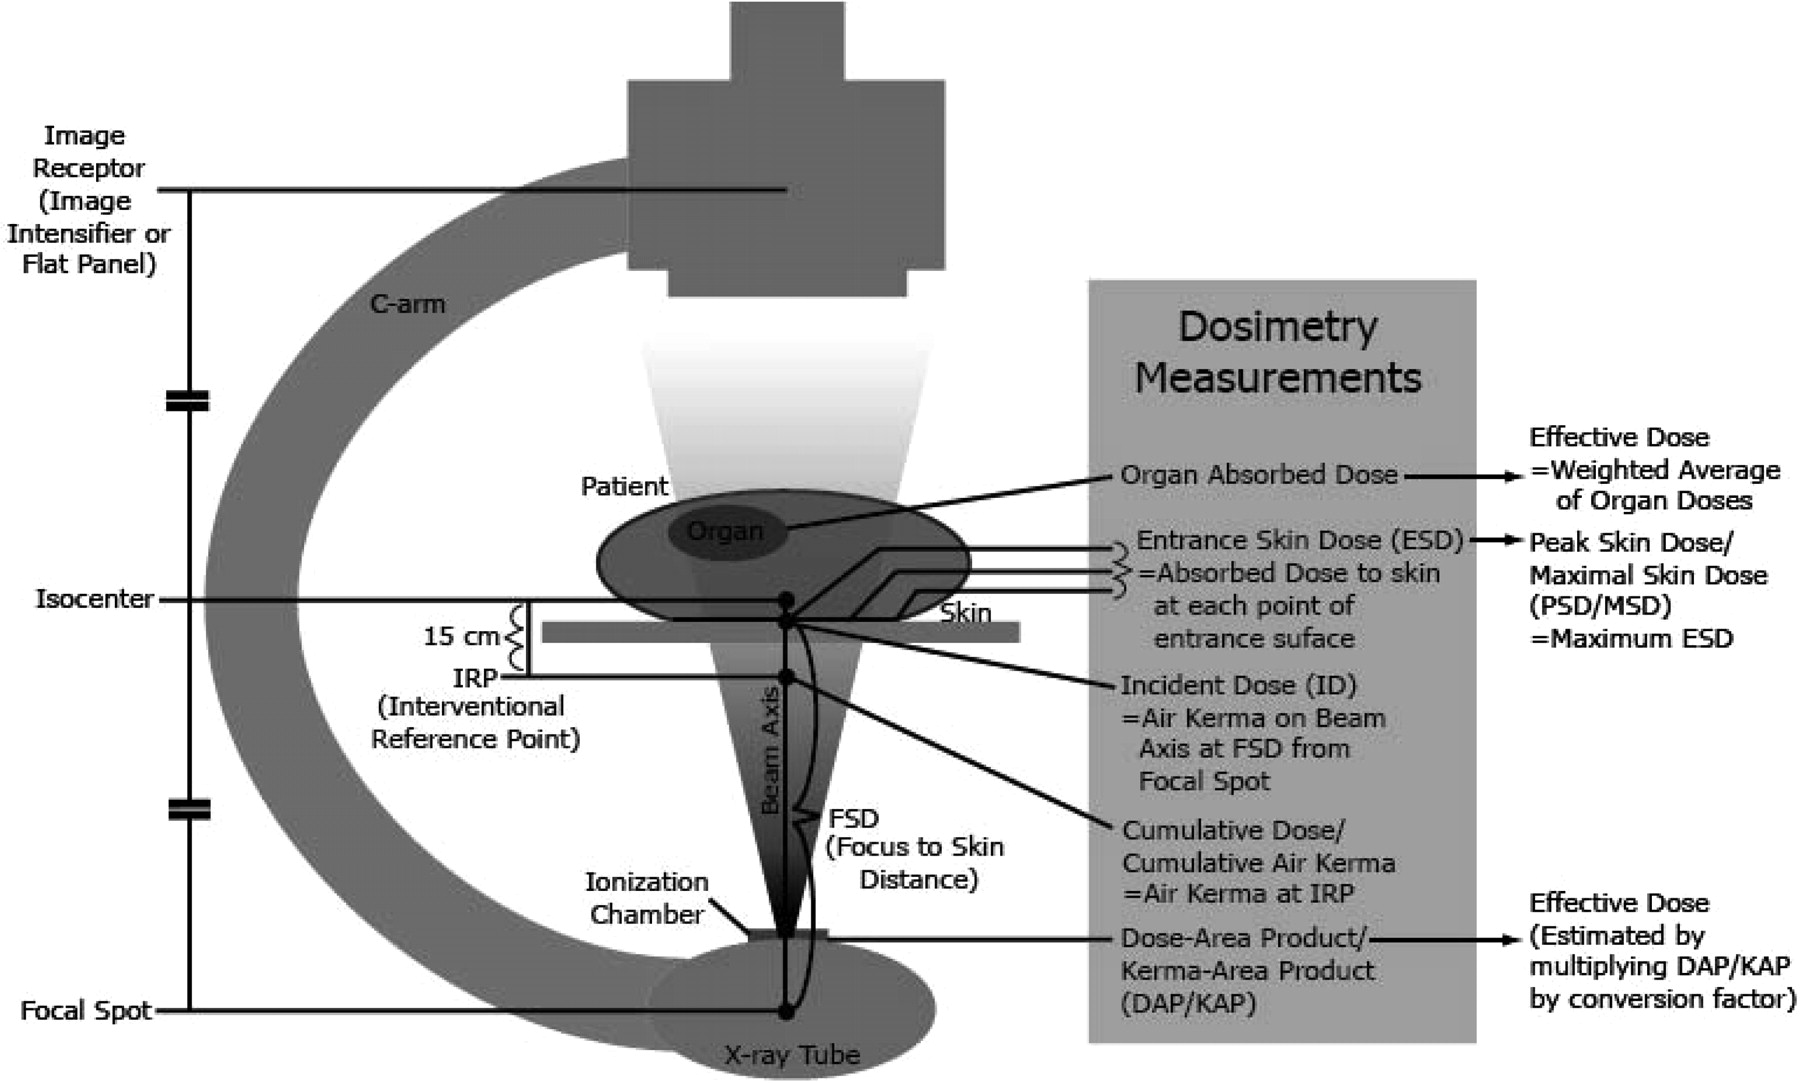 Image
Receptor
(Image
Intensifier or
Flat Panel)
C-arm
Patient
Organ
Isocenter
15 cm
Skin
IRP
(Interventional
Reference Point)
Beam Axis
FSD
(Focus to Skin
Distance)
Ionization
Chamber
Focal Spot
X-ray Tube
Dosimetry
Measurements
Organ Absorbed Dose
Effective Dose
=Weighted Average
of Organ Doses
Entrance Skin Dose (ESD)
=Absorbed Dose to skin
at each point of
entrance suface
Peak Skin Dose/
Maximal Skin Dose
(PSD/MSD)
=Maximum ESD
Incident Dose (ID)
=Air Kerma on Beam
Axis at FSD from
Focal Spot
Cumulative Dose/
Cumulative Air Kerma
=Air Kerma at IRP
Dose-Area Product/
Kerma-Area Product
(DAP/KAP)
Effective Dose
(Estimated by
multiplying DAP/KAP
by conversion factor)